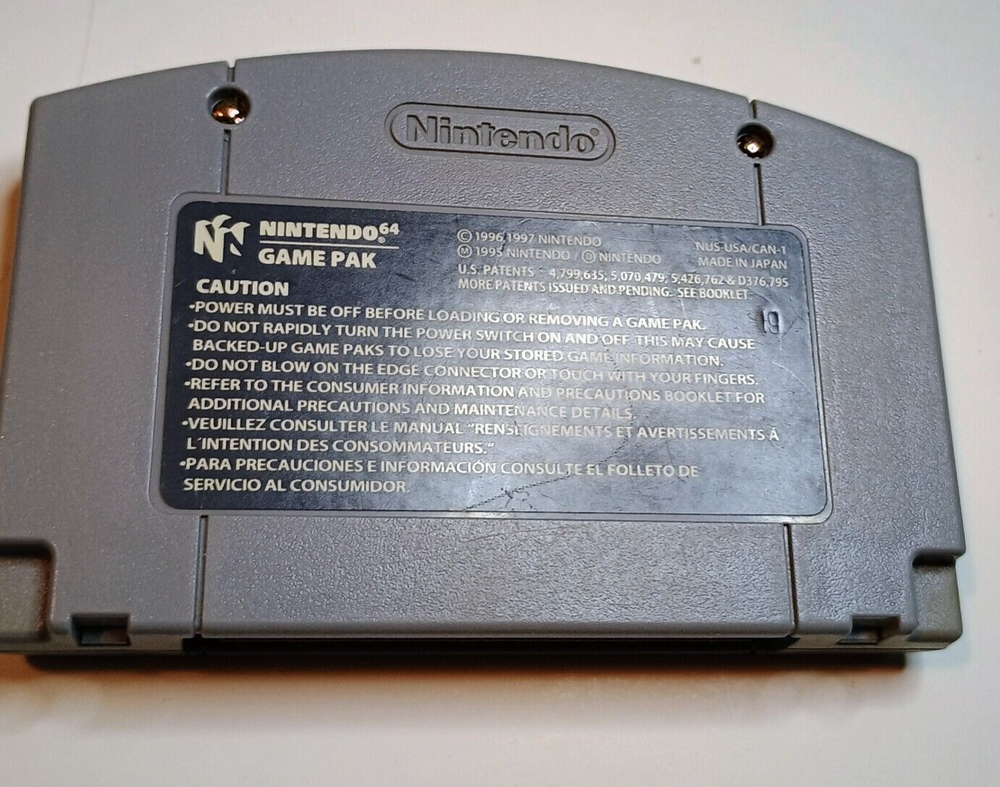 Nintendo®
NINTENDO64®
GAME PAK
© 1996,1997 NINTENDO
Ⓜ 1995 NINTENDO / Ⓓ NINTENDO
NUS-USA/CAN-1
MADE IN JAPAN
U.S. PATENTS : 4,799,635; 5,070,479; 5,426,762 & D376,795
MORE PATENTS ISSUED AND PENDING. SEE BOOKLET.
19
CAUTION
•POWER MUST BE OFF BEFORE LOADING OR REMOVING A GAME PAK.
•DO NOT RAPIDLY TURN THE POWER SWITCH ON AND OFF THIS MAY CAUSE
BACKED-UP GAME PAKS TO LOSE YOUR STORED GAME INFORMATION.
•DO NOT BLOW ON THE EDGE CONNECTOR OR TOUCH WITH YOUR FINGERS.
•REFER TO THE CONSUMER INFORMATION AND PRECAUTIONS BOOKLET FOR
ADDITIONAL PRECAUTIONS AND MAINTENANCE DETAILS.
•VEUILLEZ CONSULTER LE MANUAL "RENSEIGNEMENTS ET AVERTISSEMENTS À
L'INTENTION DES CONSOMMATEURS."
•PARA PRECAUCIONES E INFORMACIÓN CONSULTE EL FOLLETO DE
SERVICIO AL CONSUMIDOR.